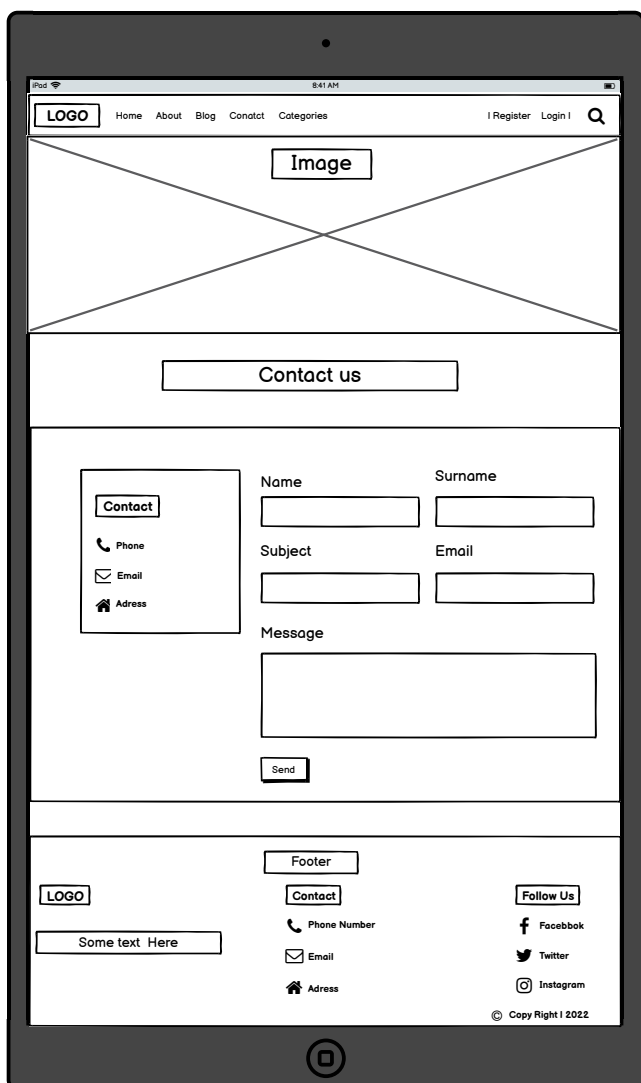 iPad 8:41 AM
LOGO Home About Blog Conatct Categories I Register Login I
Image
Contact us
Contact
Phone
Email
Adress
Name Surname
Subject Email
Message
Send
Footer
LOGO
Some text Here
Contact
Phone Number
Email
Adress
Follow Us
Facebbok
Twitter
Instagram
© Copy Right I 2022